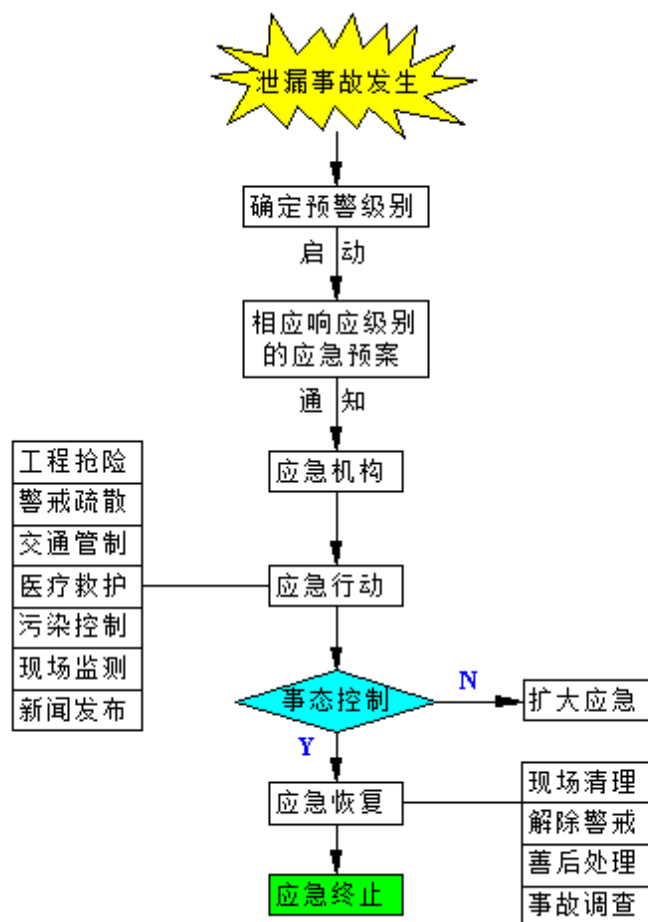 泄漏事故发生
确定预警级别
启 动
相应响应级别
的应急预案
通 知
应急机构
工程抢险
警戒疏散
交通管制
医疗救护
污染控制
现场监测
新闻发布
应急行动
事态控制
N
扩大应急
Y
应急恢复
现场清理
解除警戒
善后处理
事故调查
应急终止